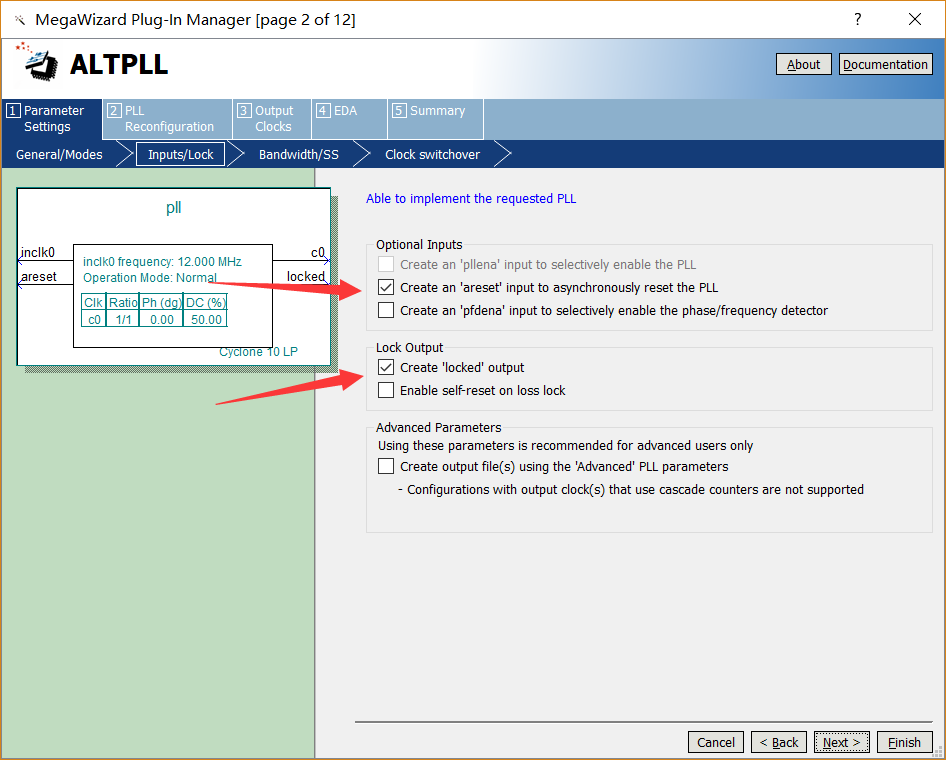 MegaWizard Plug-In Manager [page 2 of 12]
?
ALTPLL
About
Documentation
1 Parameter Settings
2 PLL Reconfiguration
3 Output Clocks
4 EDA
5 Summary
General/Modes
Inputs/Lock
Bandwidth/SS
Clock switchover
pll
inclk0
areset
inclk0 frequency: 12.000 MHz
Operation Mode: Normal
Clk Ratio Ph (dg) DC (%)
c0 1/1 0.00 50.00
c0
locked
Cyclone 10 LP
Able to implement the requested PLL
Optional Inputs
Create an 'pllena' input to selectively enable the PLL
Create an 'areset' input to asynchronously reset the PLL
Create an 'pfdena' input to selectively enable the phase/frequency detector
Lock Output
Create 'locked' output
Enable self-reset on loss lock
Advanced Parameters
Using these parameters is recommended for advanced users only
Create output file(s) using the 'Advanced' PLL parameters
- Configurations with output clock(s) that use cascade counters are not supported
Cancel
< Back
Next >
Finish